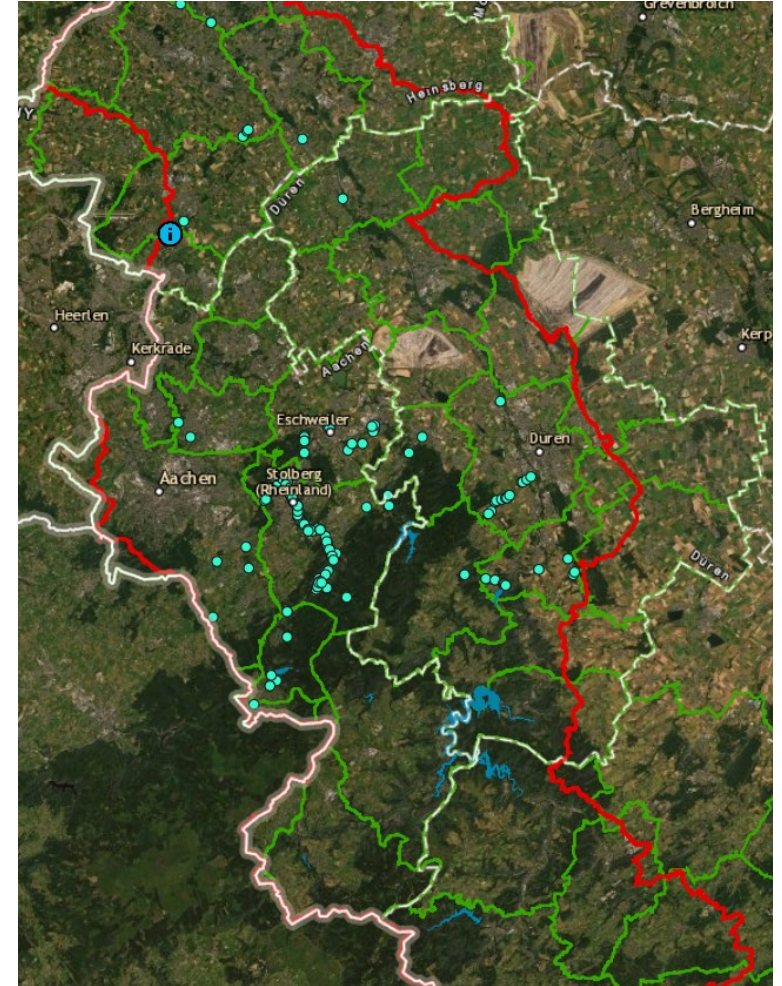 Grevenbroich
Heinsberg
Düren
Bergheim
Heerlen
Kerkrade
Kerp
Aachen
Eschweiler
Düren
Aachen
Stolberg
(Rheinland)
Düren
i